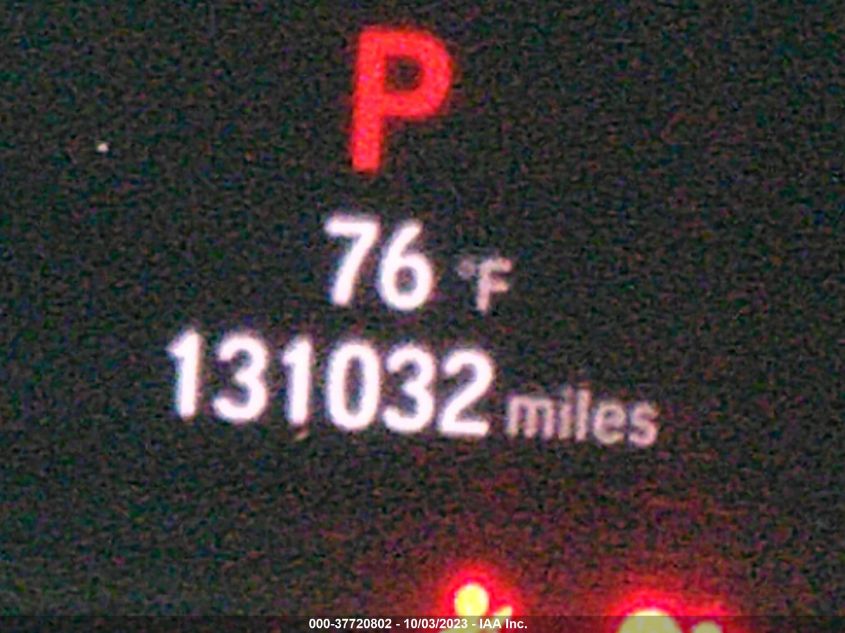 P
76 °F
131032 miles
000-37720802 - 10/03/2023 - IAA Inc.